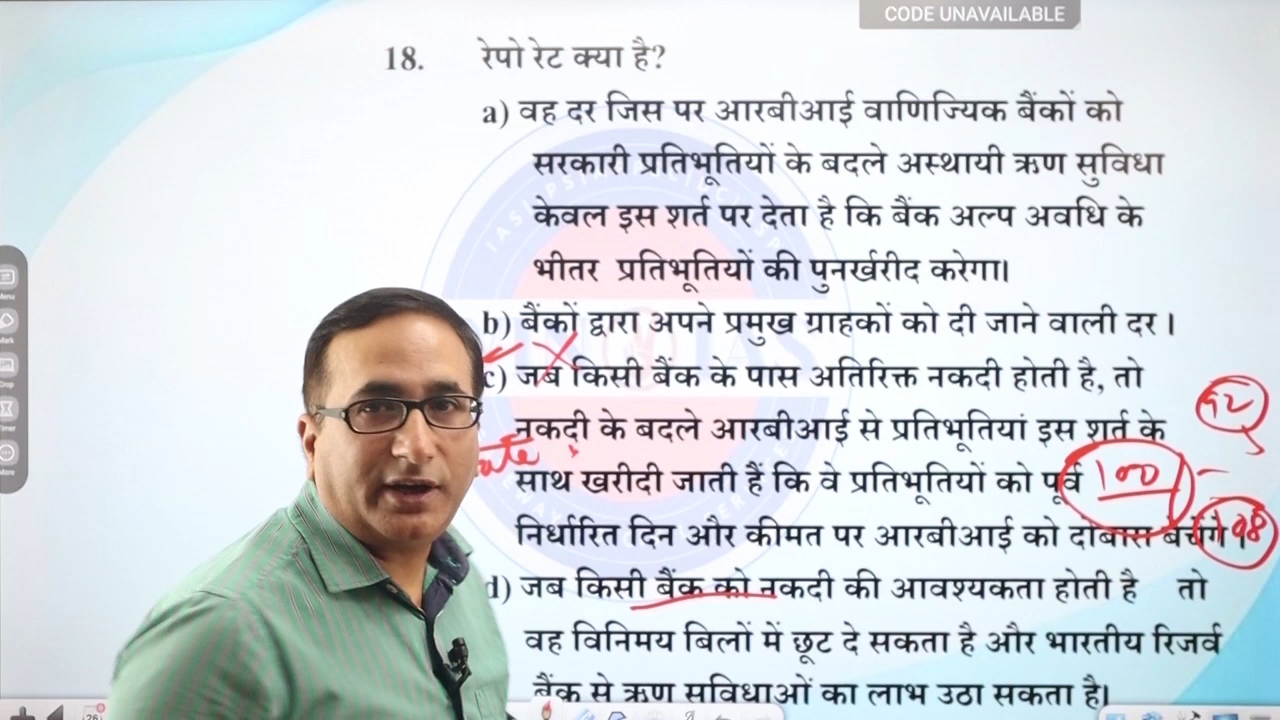 CODE UNAVAILABLE
18. रेपो रेट क्या है?
a) वह दर जिस पर आरबीआई वाणिज्यिक बैंकों को
सरकारी प्रतिभूतियों के बदले अस्थायी ऋण सुविधा
केवल इस शर्त पर देता है कि बैंक अल्प अवधि के
भीतर प्रतिभूतियों की पुनर्खरीद करेगा।
b) बैंकों द्वारा अपने प्रमुख ग्राहकों को दी जाने वाली दर।
c) जब किसी बैंक के पास अतिरिक्त नकदी होती है, तो
नकदी के बदले आरबीआई से प्रतिभूतियां इस शर्त के
साथ खरीदी जाती हैं कि वे प्रतिभूतियों को पूर्व
100
निर्धारित दिन और कीमत पर आरबीआई को दोबारा बेचेंगे।
d) जब किसी बैंक को नकदी की आवश्यकता होती है तो
वह विनिमय बिलों में छूट दे सकता है और भारतीय रिजर्व
बैंक से ऋण सुविधाओं का लाभ उठा सकता है।